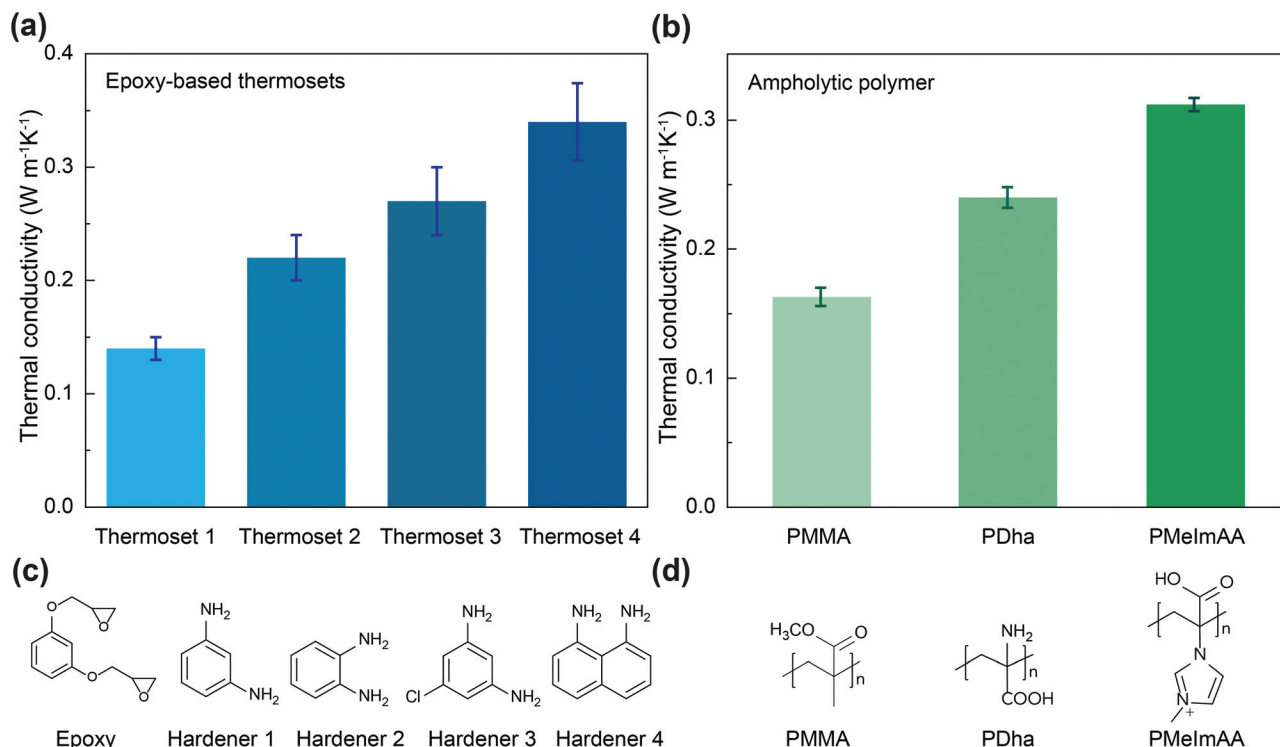 (a)
Epoxy-based thermosets
Thermal conductivity (W m⁻¹K⁻¹)
0.4
0.3
0.2
0.1
0.0
Thermoset 1 Thermoset 2 Thermoset 3 Thermoset 4
(b)
Ampholytic polymer
Thermal conductivity (W m⁻¹K⁻¹)
0.3
0.2
0.1
0.0
PMMA PDha PMeImAA
(c)
O O
O O
Epoxy
NH₂
NH₂
Hardener 1
NH₂
NH₂
Hardener 2
NH₂
Cl NH₂
Hardener 3
NH₂ NH₂
Hardener 4
(d)
H₃CO O
n
PMMA
NH₂
n
COOH
PDha
HO O
n
N
N
+
PMeImAA